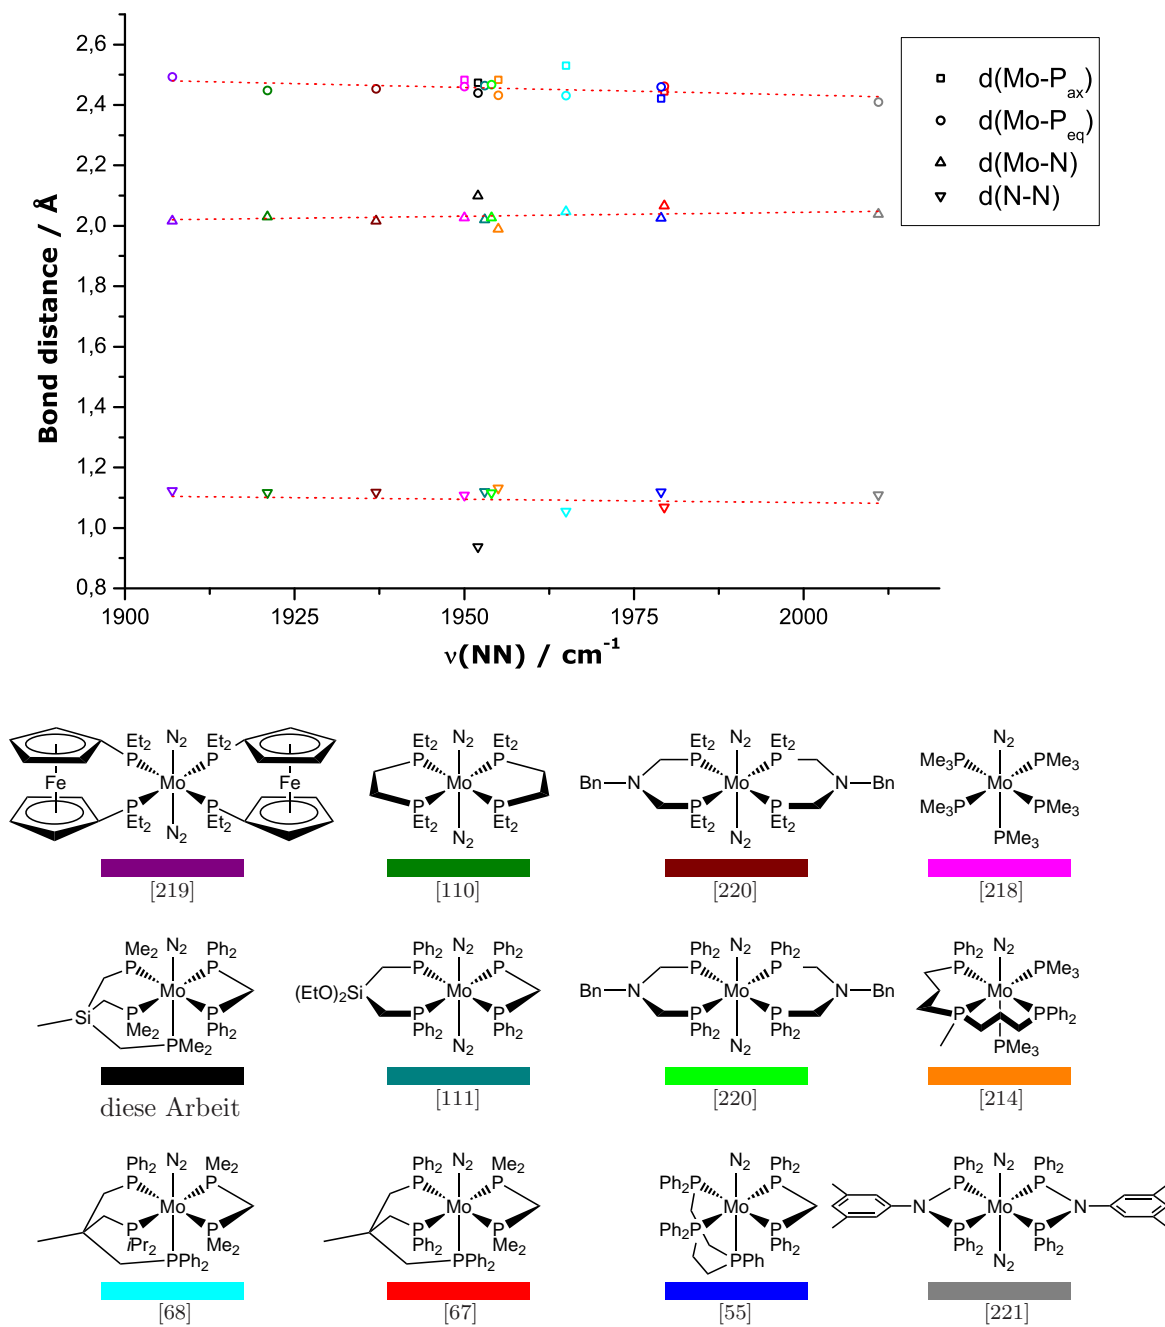 2,6
2,4
2,2
2,0
1,8
1,6
1,4
1,2
1,0
0,8
Bond distance / Å
1900
1925
1950
1975
2000
ν(NN) / cm⁻¹
d(Mo-Pₐₓ)
d(Mo-P_eq)
d(Mo-N)
d(N-N)
Et₂ N₂ Et₂
P P
Fe Mo Fe
P P
Et₂ N₂ Et₂
[219]
Et₂ N₂ Et₂
P P
Mo
P P
Et₂ N₂ Et₂
[110]
Et₂ N₂ Et₂
P P
Bn N Mo N Bn
P P
Et₂ N₂ Et₂
[220]
N₂
Me₃P PMe₃
Mo
Me₃P PMe₃
PMe₃
[218]
Me₂ N₂ Ph₂
P P
Mo
Si P P
Me₂ Ph₂
PMe₂
diese Arbeit
Ph₂ N₂ Ph₂
P P
(EtO)₂Si Mo
P P
Ph₂ N₂ Ph₂
[111]
Ph₂ N₂ Ph₂
P P
Bn N Mo N Bn
P P
Ph₂ N₂ Ph₂
[220]
Ph₂ N₂
P PMe₃
Mo
P PPh₂
PMe₃
[214]
Ph₂ N₂ Me₂
P P
Mo
P P
iPr₂ Me₂
PPh₂
[68]
Ph₂ N₂ Me₂
P P
Mo
P P
Ph₂ Me₂
PPh₂
[67]
N₂ Ph₂
Ph₂P P
Mo
Ph₂P P
Ph₂
PPh
[55]
Ph₂ N₂ Ph₂
P P
N Mo N
P P
Ph₂ N₂ Ph₂
[221]